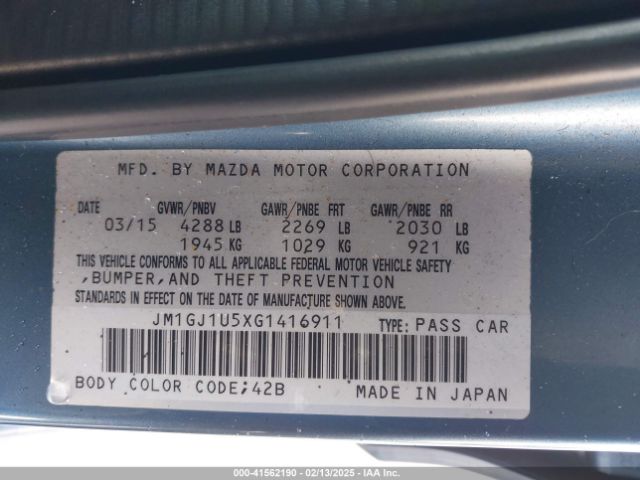 MFD. BY MAZDA MOTOR CORPORATION
DATE GVWR/PNBV GAWR/PNBE FRT GAWR/PNBE RR
03/15 4288 LB 2269 LB 2030 LB
1945 KG 1029 KG 921 KG
THIS VEHICLE CONFORMS TO ALL APPLICABLE FEDERAL MOTOR VEHICLE SAFETY
,BUMPER,AND THEFT PREVENTION
STANDARDS IN EFFECT ON THE DATE OF MANUFACTURE SHOWN ABOVE.
JM1GJ1U5XG1416911 TYPE: PASS CAR
BODY COLOR CODE;42B MADE IN JAPAN
000-41562190 - 02/13/2025 - IAA Inc.